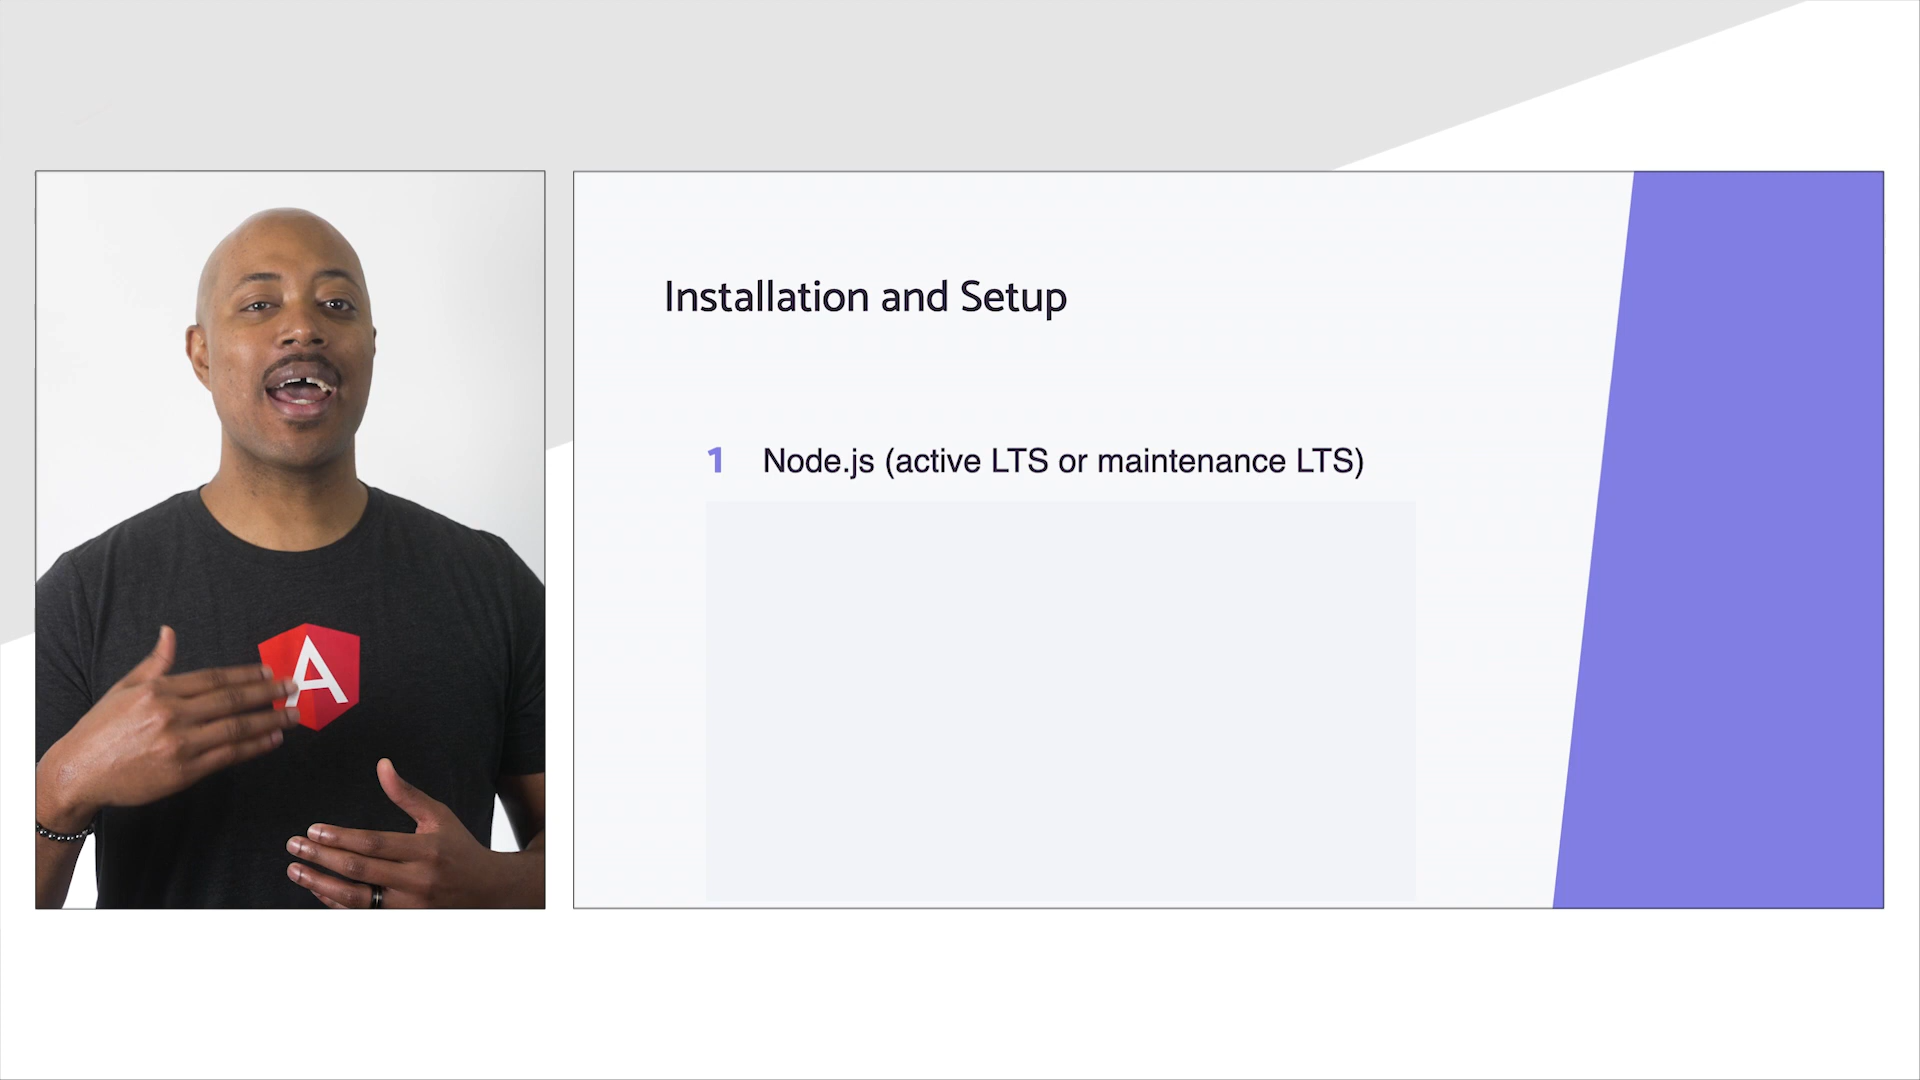 A
Installation and Setup
1 Node.js (active LTS or maintenance LTS)